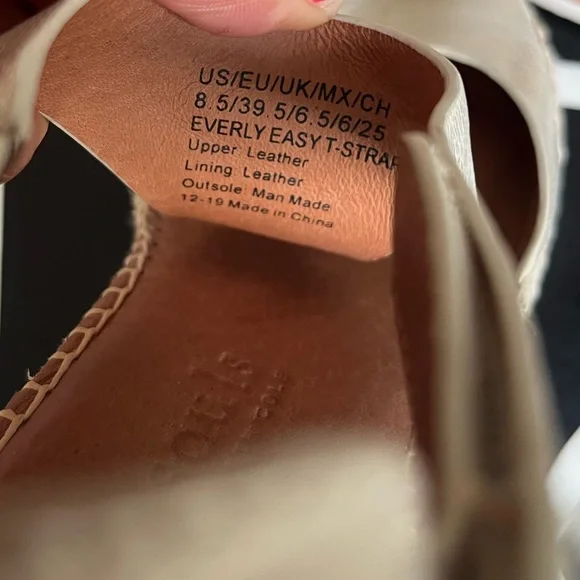 US/EU/UK/MX/CH
8.5/39.5/6.5/6/25
EVERLY EASY T-STRAP
Upper: Leather
Lining: Leather
Outsole: Man Made
12-19 Made in China